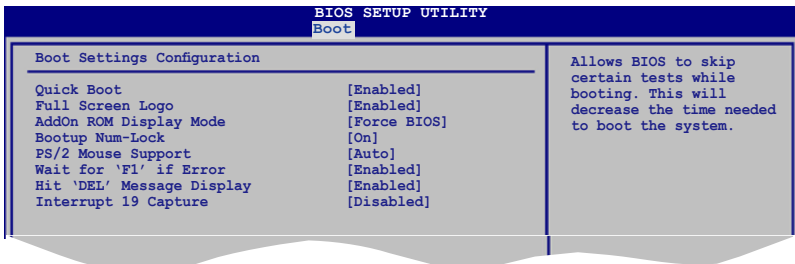 BIOS SETUP UTILITY
Boot
Boot Settings Configuration
Quick Boot [Enabled]
Full Screen Logo [Enabled]
AddOn ROM Display Mode [Force BIOS]
Bootup Num-Lock [On]
PS/2 Mouse Support [Auto]
Wait for ‘F1’ if Error [Enabled]
Hit ‘DEL’ Message Display [Enabled]
Interrupt 19 Capture [Disabled]
Allows BIOS to skip
certain tests while
booting. This will
decrease the time needed
to boot the system.